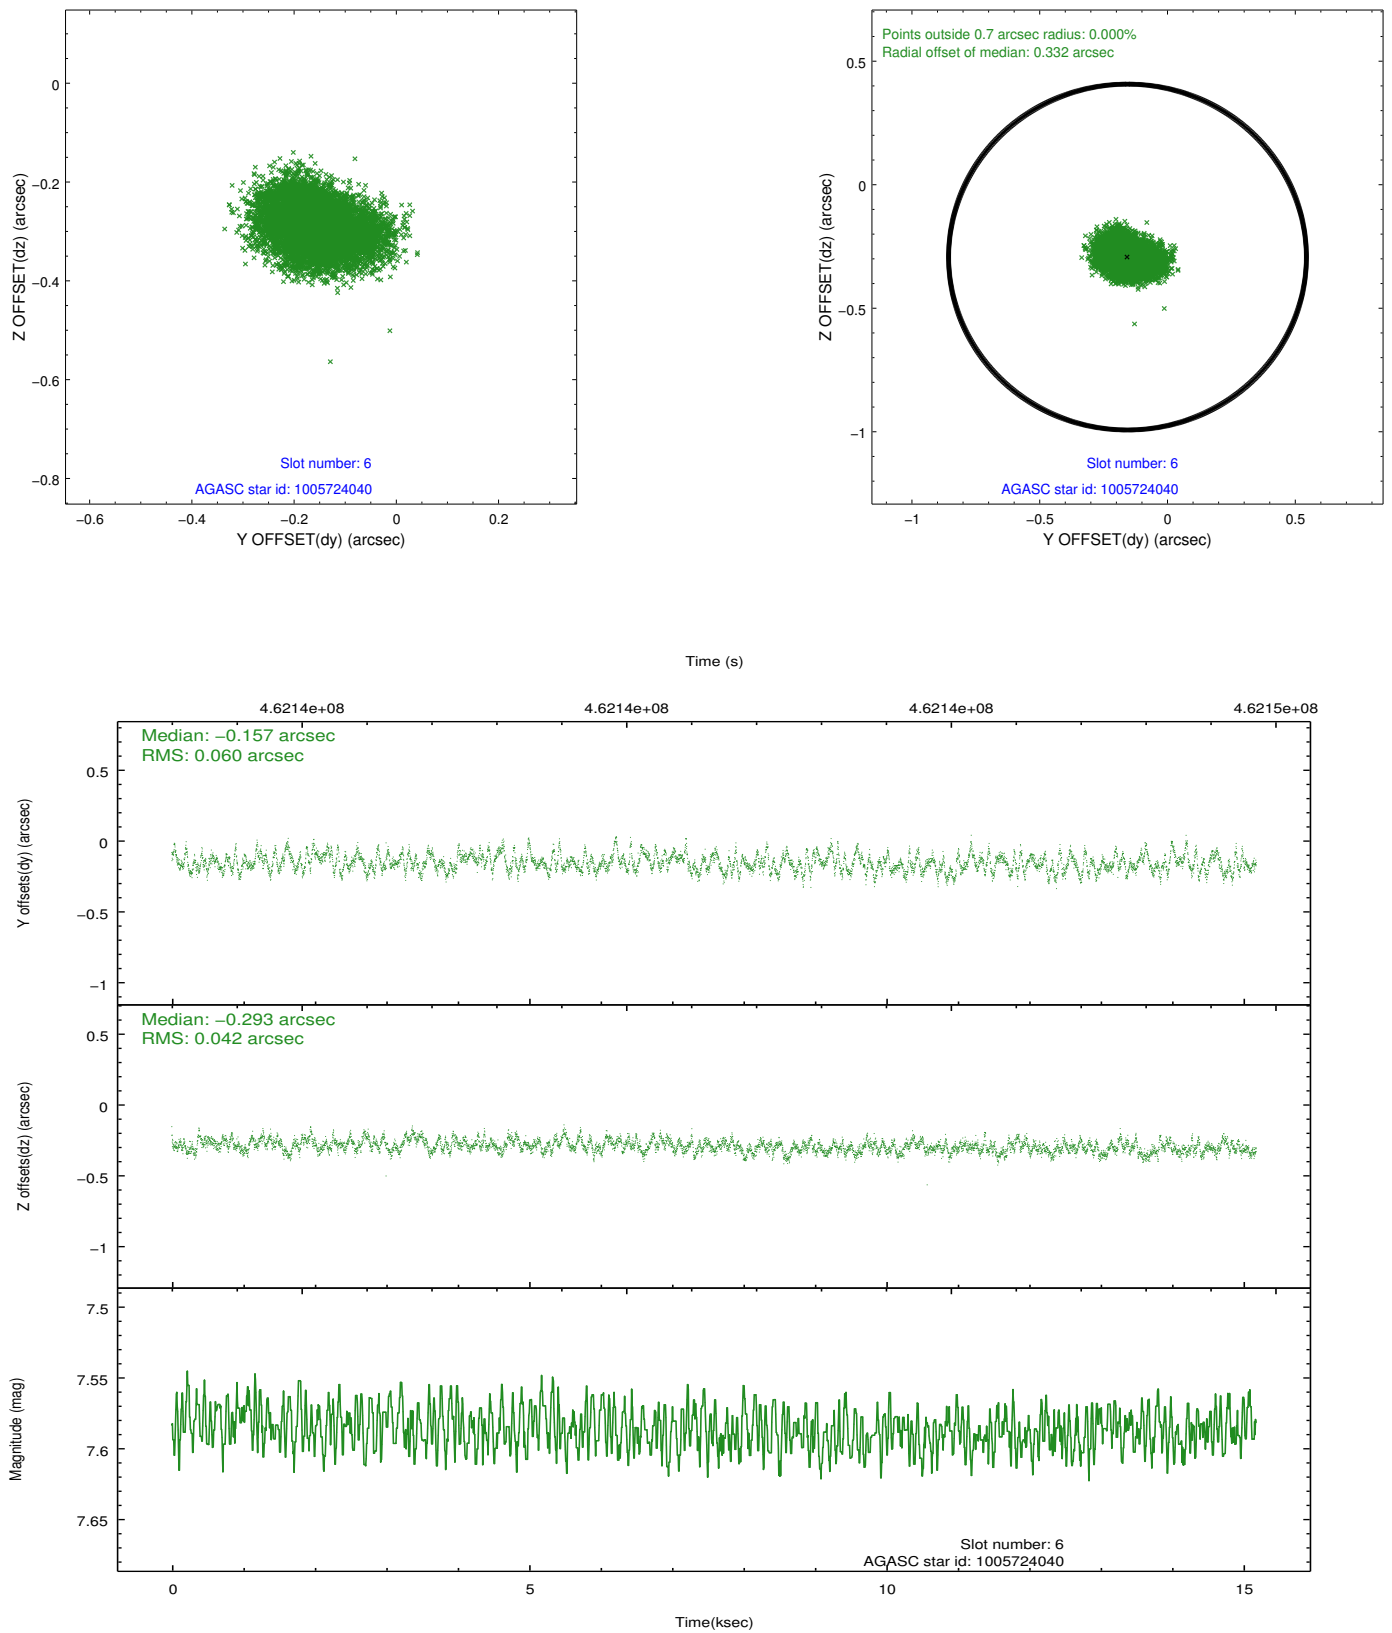 0
−0.2
−0.4
−0.6
−0.8
Z OFFSET(dz) (arcsec)
Slot number: 6
AGASC star id: 1005724040
−0.6
−0.4
−0.2
0
0.2
Y OFFSET(dy) (arcsec)
Points outside 0.7 arcsec radius: 0.000%
Radial offset of median: 0.332 arcsec
0.5
0
−0.5
−1
Z OFFSET(dz) (arcsec)
Slot number: 6
AGASC star id: 1005724040
−1
−0.5
0
0.5
Y OFFSET(dy) (arcsec)
Time (s)
4.6214e+08
4.6214e+08
4.6214e+08
4.6215e+08
Median: −0.157 arcsec
RMS: 0.060 arcsec
0.5
0
−0.5
−1
Y offsets(dy) (arcsec)
Median: −0.293 arcsec
RMS: 0.042 arcsec
0.5
0
−0.5
−1
Z offsets(dz) (arcsec)
7.5
7.55
7.6
7.65
Magnitude (mag)
Slot number: 6
AGASC star id: 1005724040
0
5
10
15
Time(ksec)